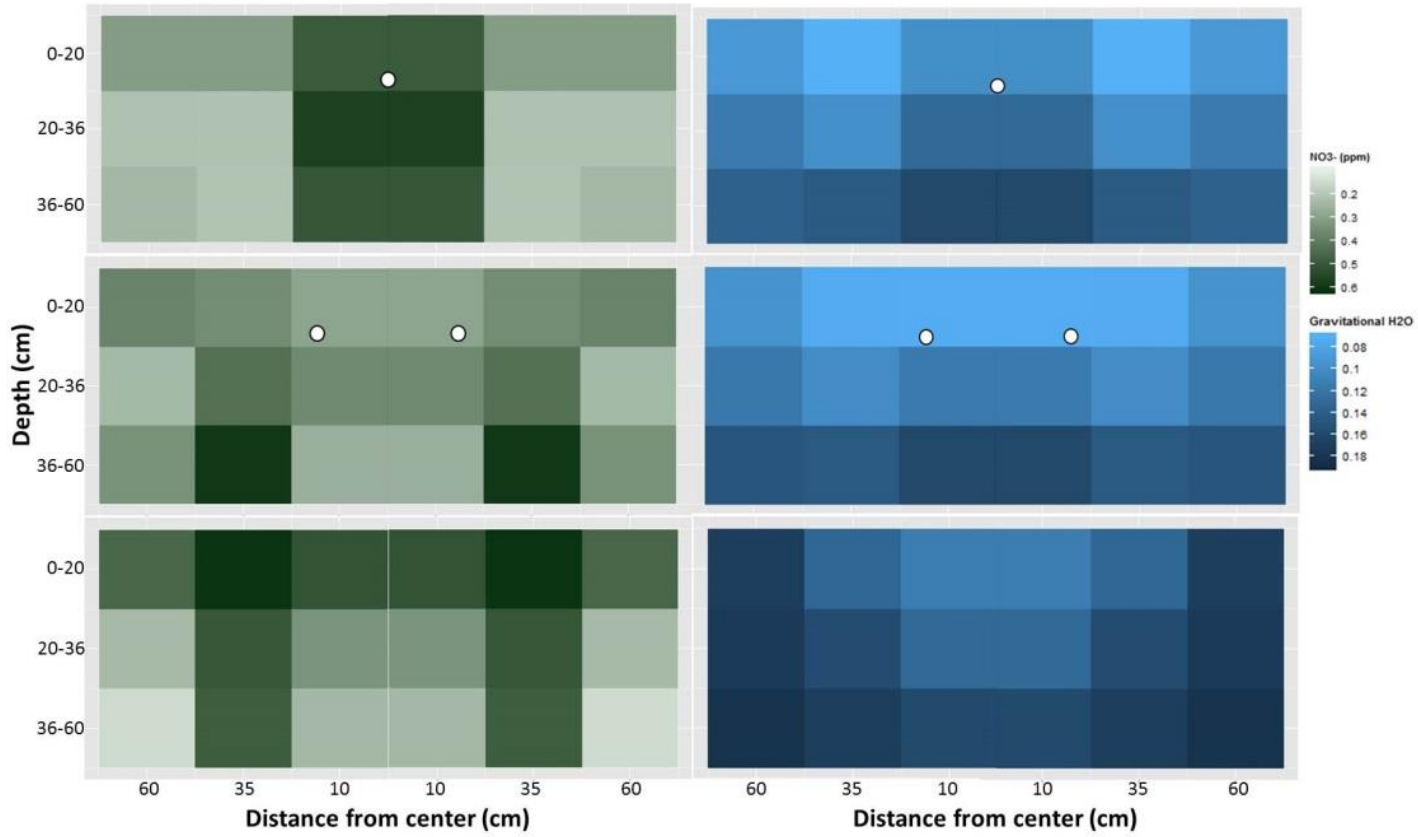 0-20
20-36
36-60
0-20
20-36
36-60
0-20
20-36
36-60
Depth (cm)
60 35 10 10 35 60
60 35 10 10 35 60
Distance from center (cm)
Distance from center (cm)
NO3- (ppm)
0.2
0.3
0.4
0.5
0.6
Gravitational H2O
0.08
0.1
0.12
0.14
0.16
0.18